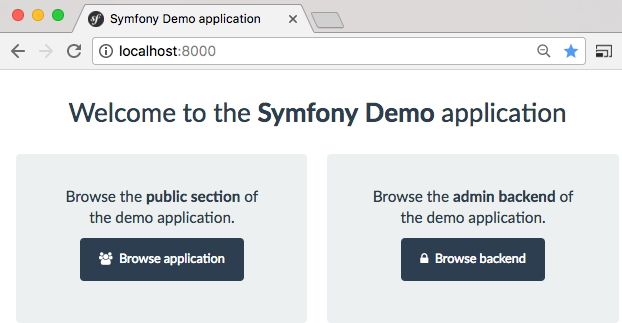 Symfony Demo application
localhost:8000
Welcome to the Symfony Demo application
Browse the public section of
the demo application.
Browse application
Browse the admin backend of
the demo application.
Browse backend